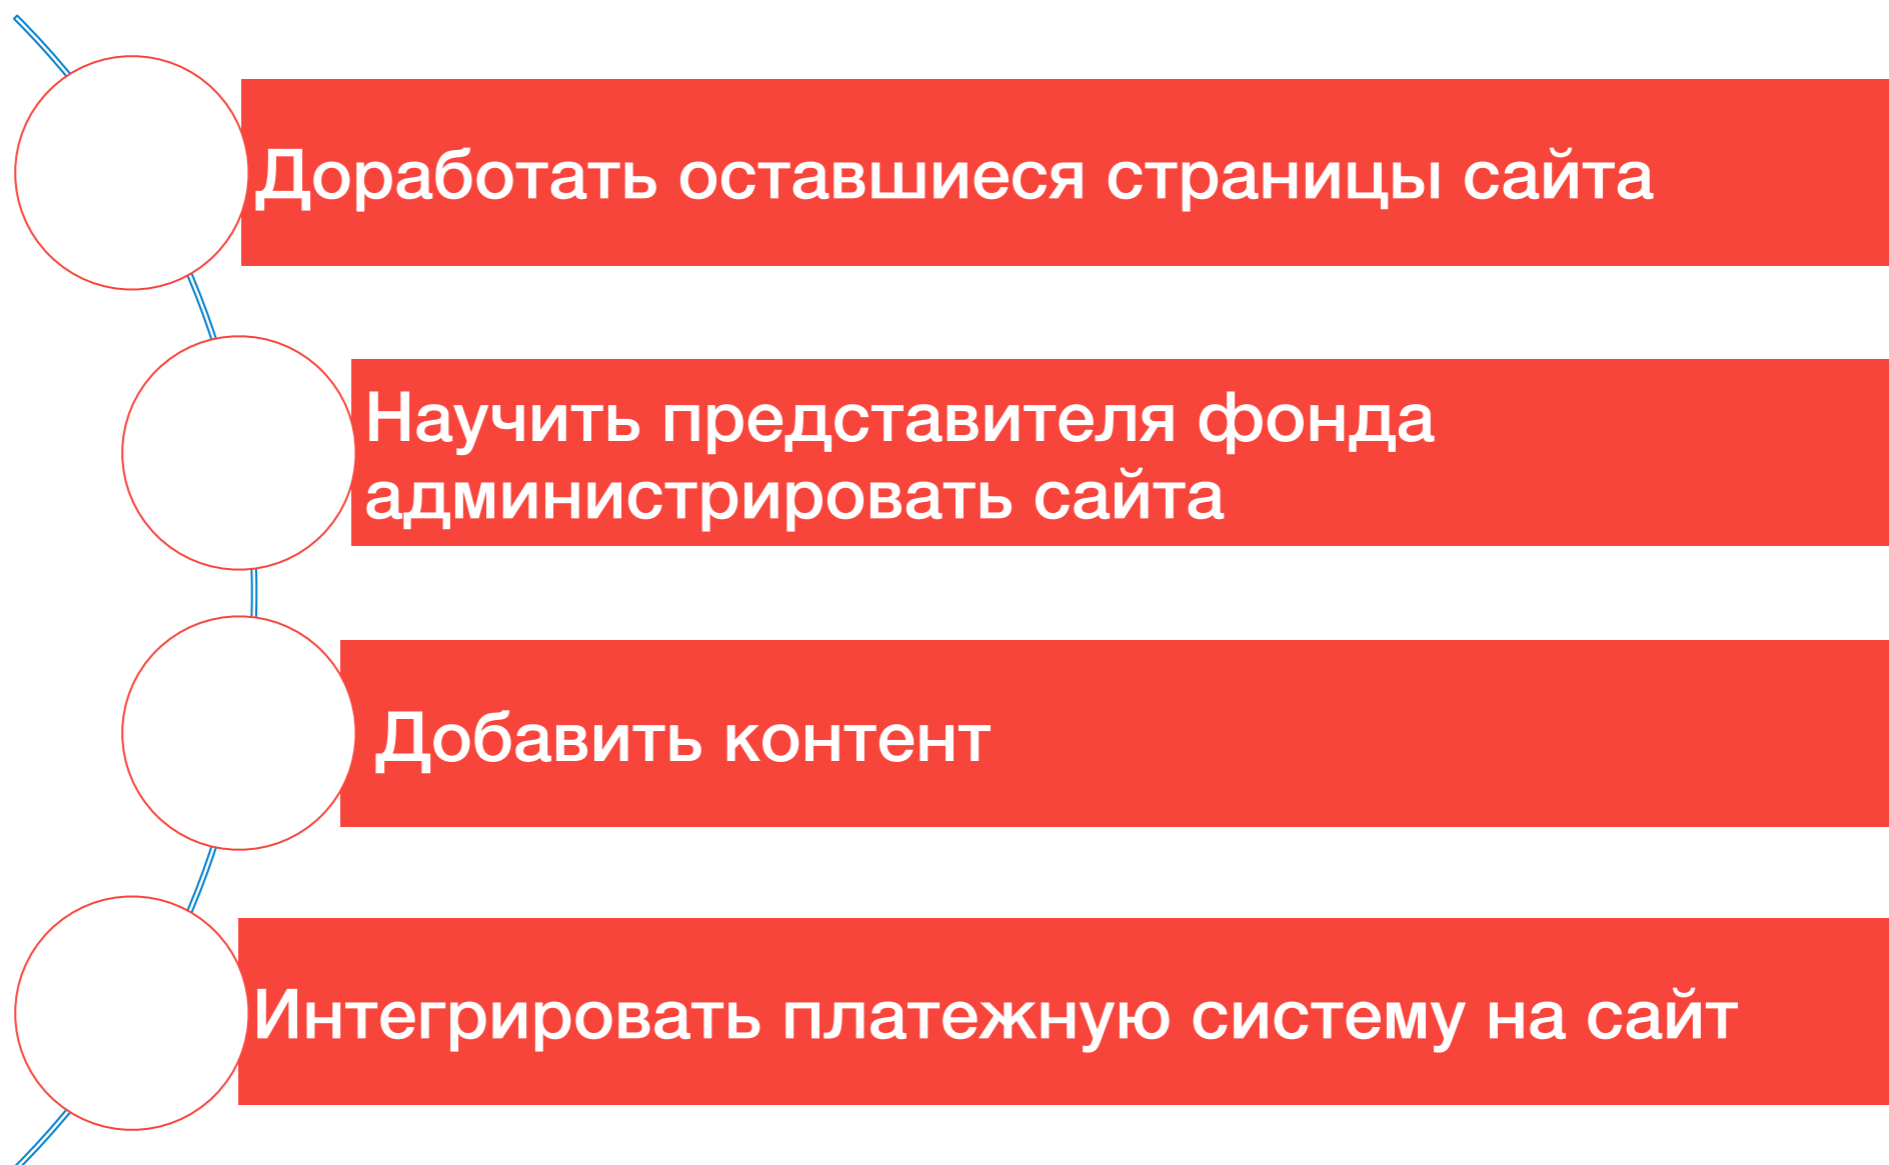 Доработать оставшиеся страницы сайта
Научить представителя фонда
администрировать сайта
Добавить контент
Интегрировать платежную систему на сайт